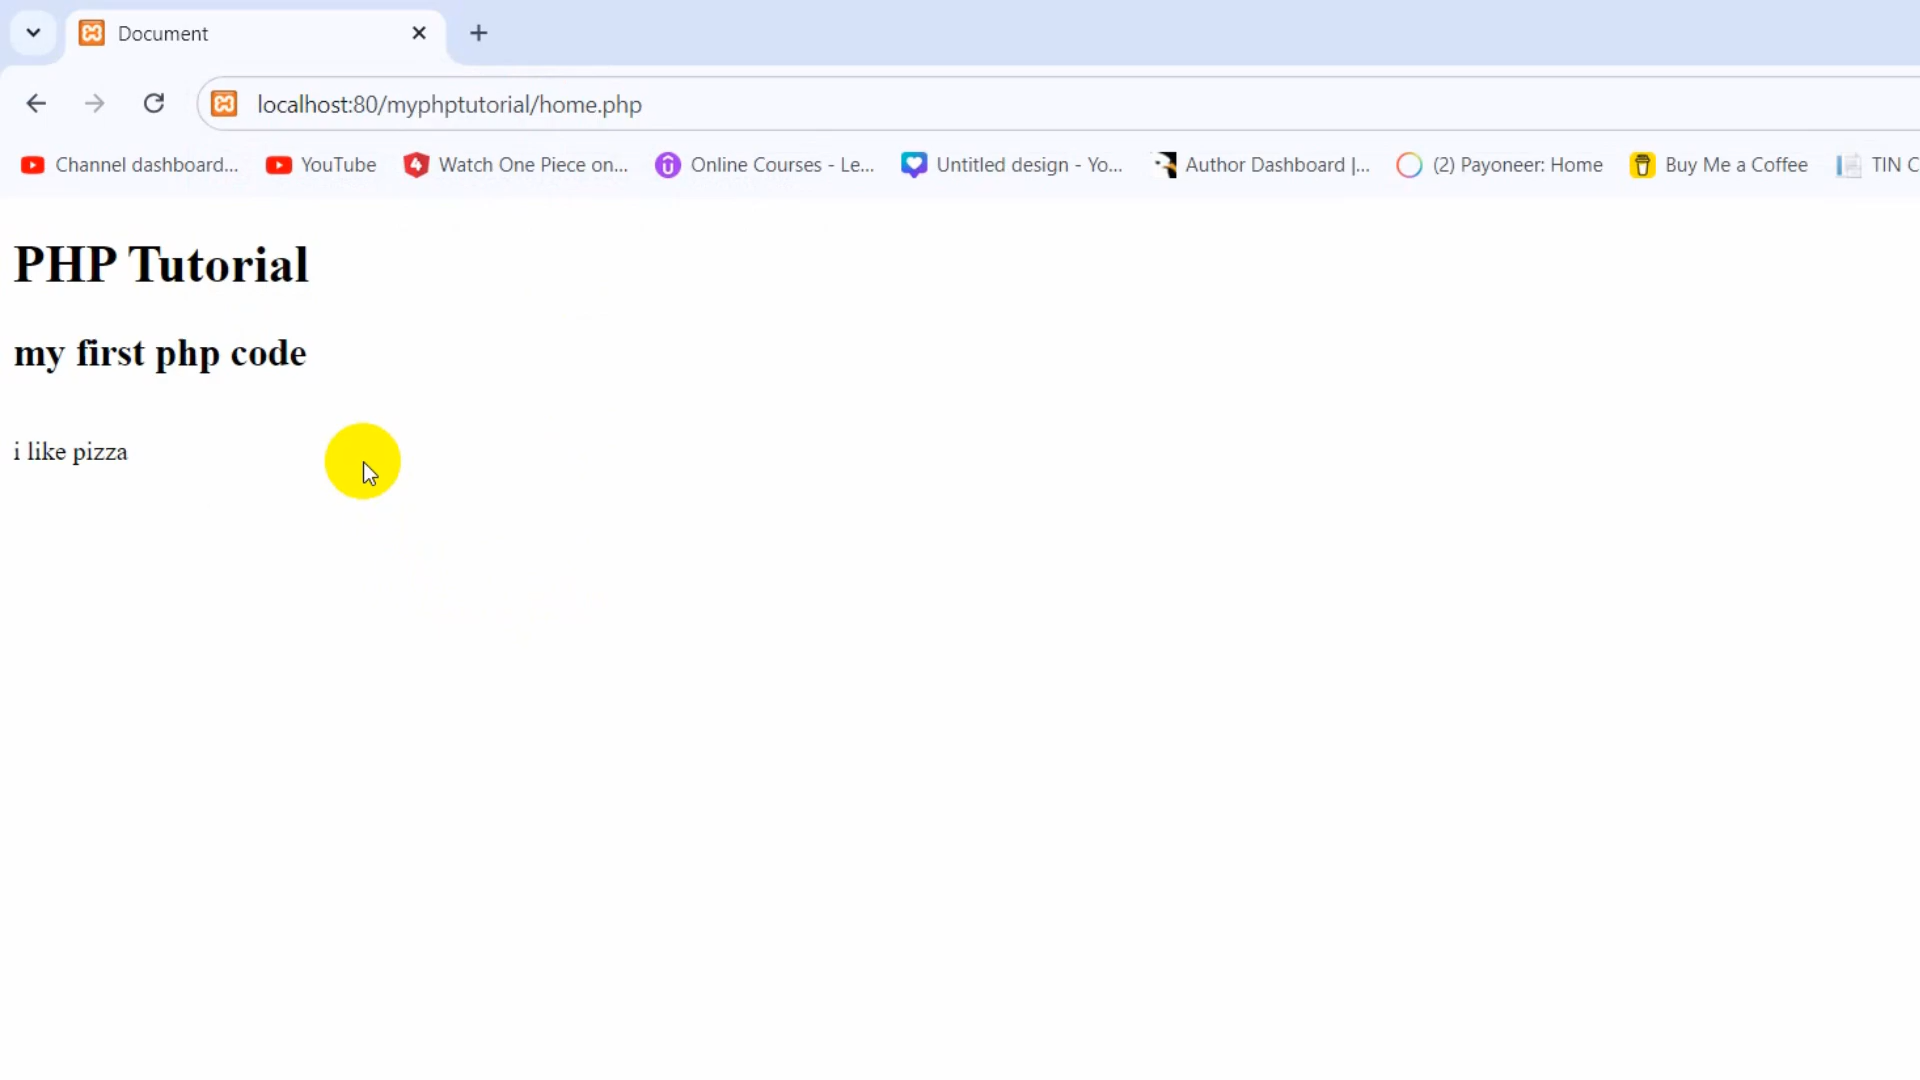 Document
localhost:80/myphptutorial/home.php
Channel dashboard... YouTube Watch One Piece on... Online Courses - Le... Untitled design - Yo... Author Dashboard |... (2) Payoneer: Home Buy Me a Coffee TIN C
PHP Tutorial
my first php code
i like pizza